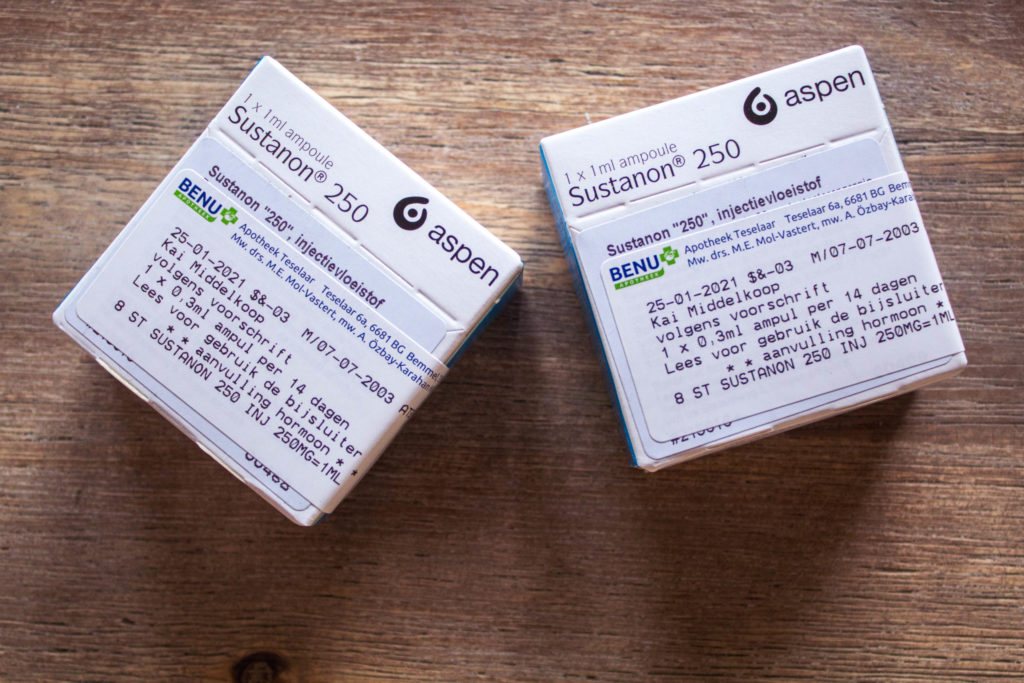 1 x 1ml ampoule
Sustanon® 250
aspen
Sustanon "250", injectievloeistof
BENU
APOTHEEK
Apotheek Teselaar Teselaar 6a, 6681 BG Bemmel
Mw. drs. M.E. Mol-Vastert, mw. A. Özbay-Karahan
25-01-2021 $&-03 M/07-07-2003
Kai Middelkoop
volgens voorschrift
1 x 0.3ml ampul per 14 dagen
Lees voor gebruik de bijsluiter
* * aanvulling hormoon * *
8 ST SUSTANON 250 INJ 250MG=1ML
1 x 1ml ampoule
Sustanon® 250
aspen
Sustanon "250", injectievloeistof
BENU
APOTHEEK
Apotheek Teselaar Teselaar 6a, 6681 BG Bemme
Mw. drs. M.E. Mol-Vastert, mw. A. Özbay-Kara
25-01-2021 $&-03 M/07-07-2003
Kai Middelkoop
volgens voorschrift
1 x 0.3ml ampul per 14 dagen
Lees voor gebruik de bijsluiter
* * aanvulling hormoon *
8 ST SUSTANON 250 INJ 250MG=1ML